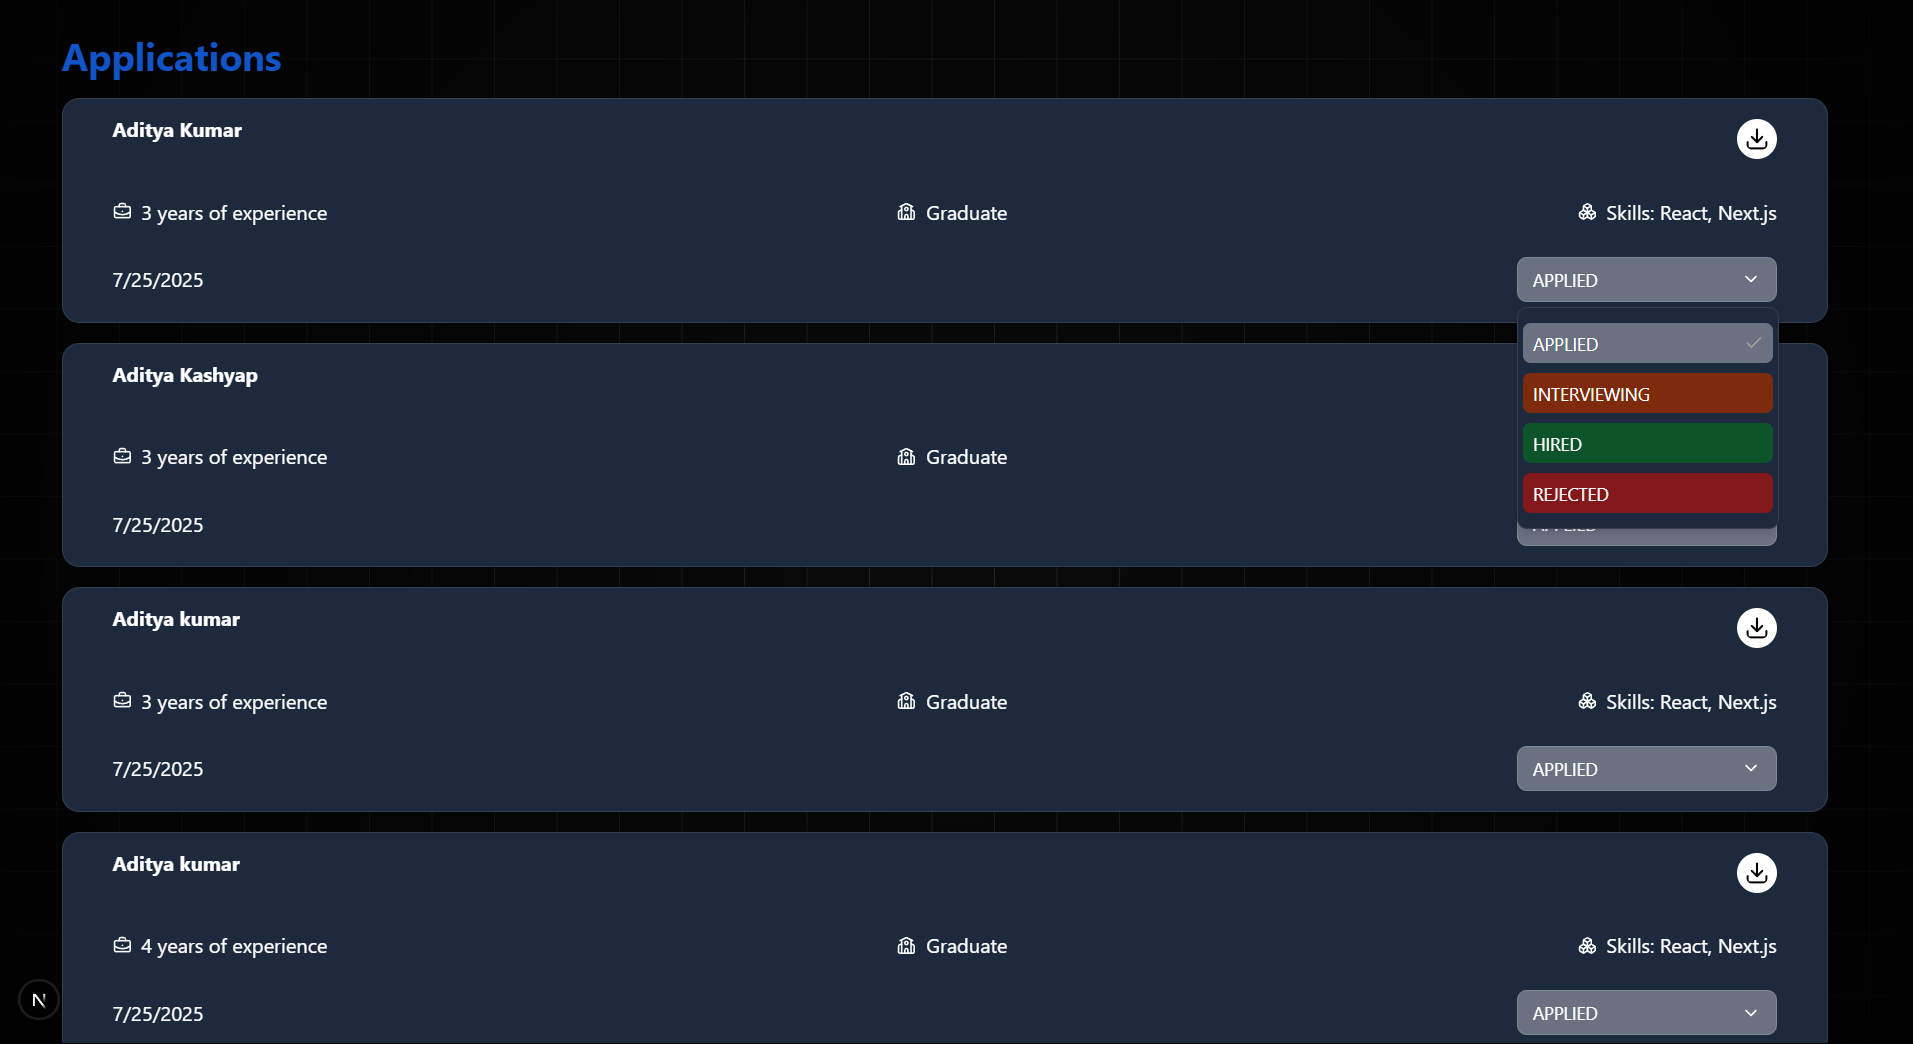 Applications
Aditya Kumar
3 years of experience
Graduate
Skills: React, Next.js
7/25/2025
APPLIED
APPLIED
INTERVIEWING
HIRED
REJECTED
Aditya Kashyap
3 years of experience
Graduate
7/25/2025
Aditya kumar
3 years of experience
Graduate
Skills: React, Next.js
7/25/2025
APPLIED
Aditya kumar
4 years of experience
Graduate
Skills: React, Next.js
7/25/2025
APPLIED
N